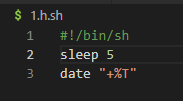 $ 1.h.sh
1 #!/bin/sh
2 sleep 5
3 date "+%T"